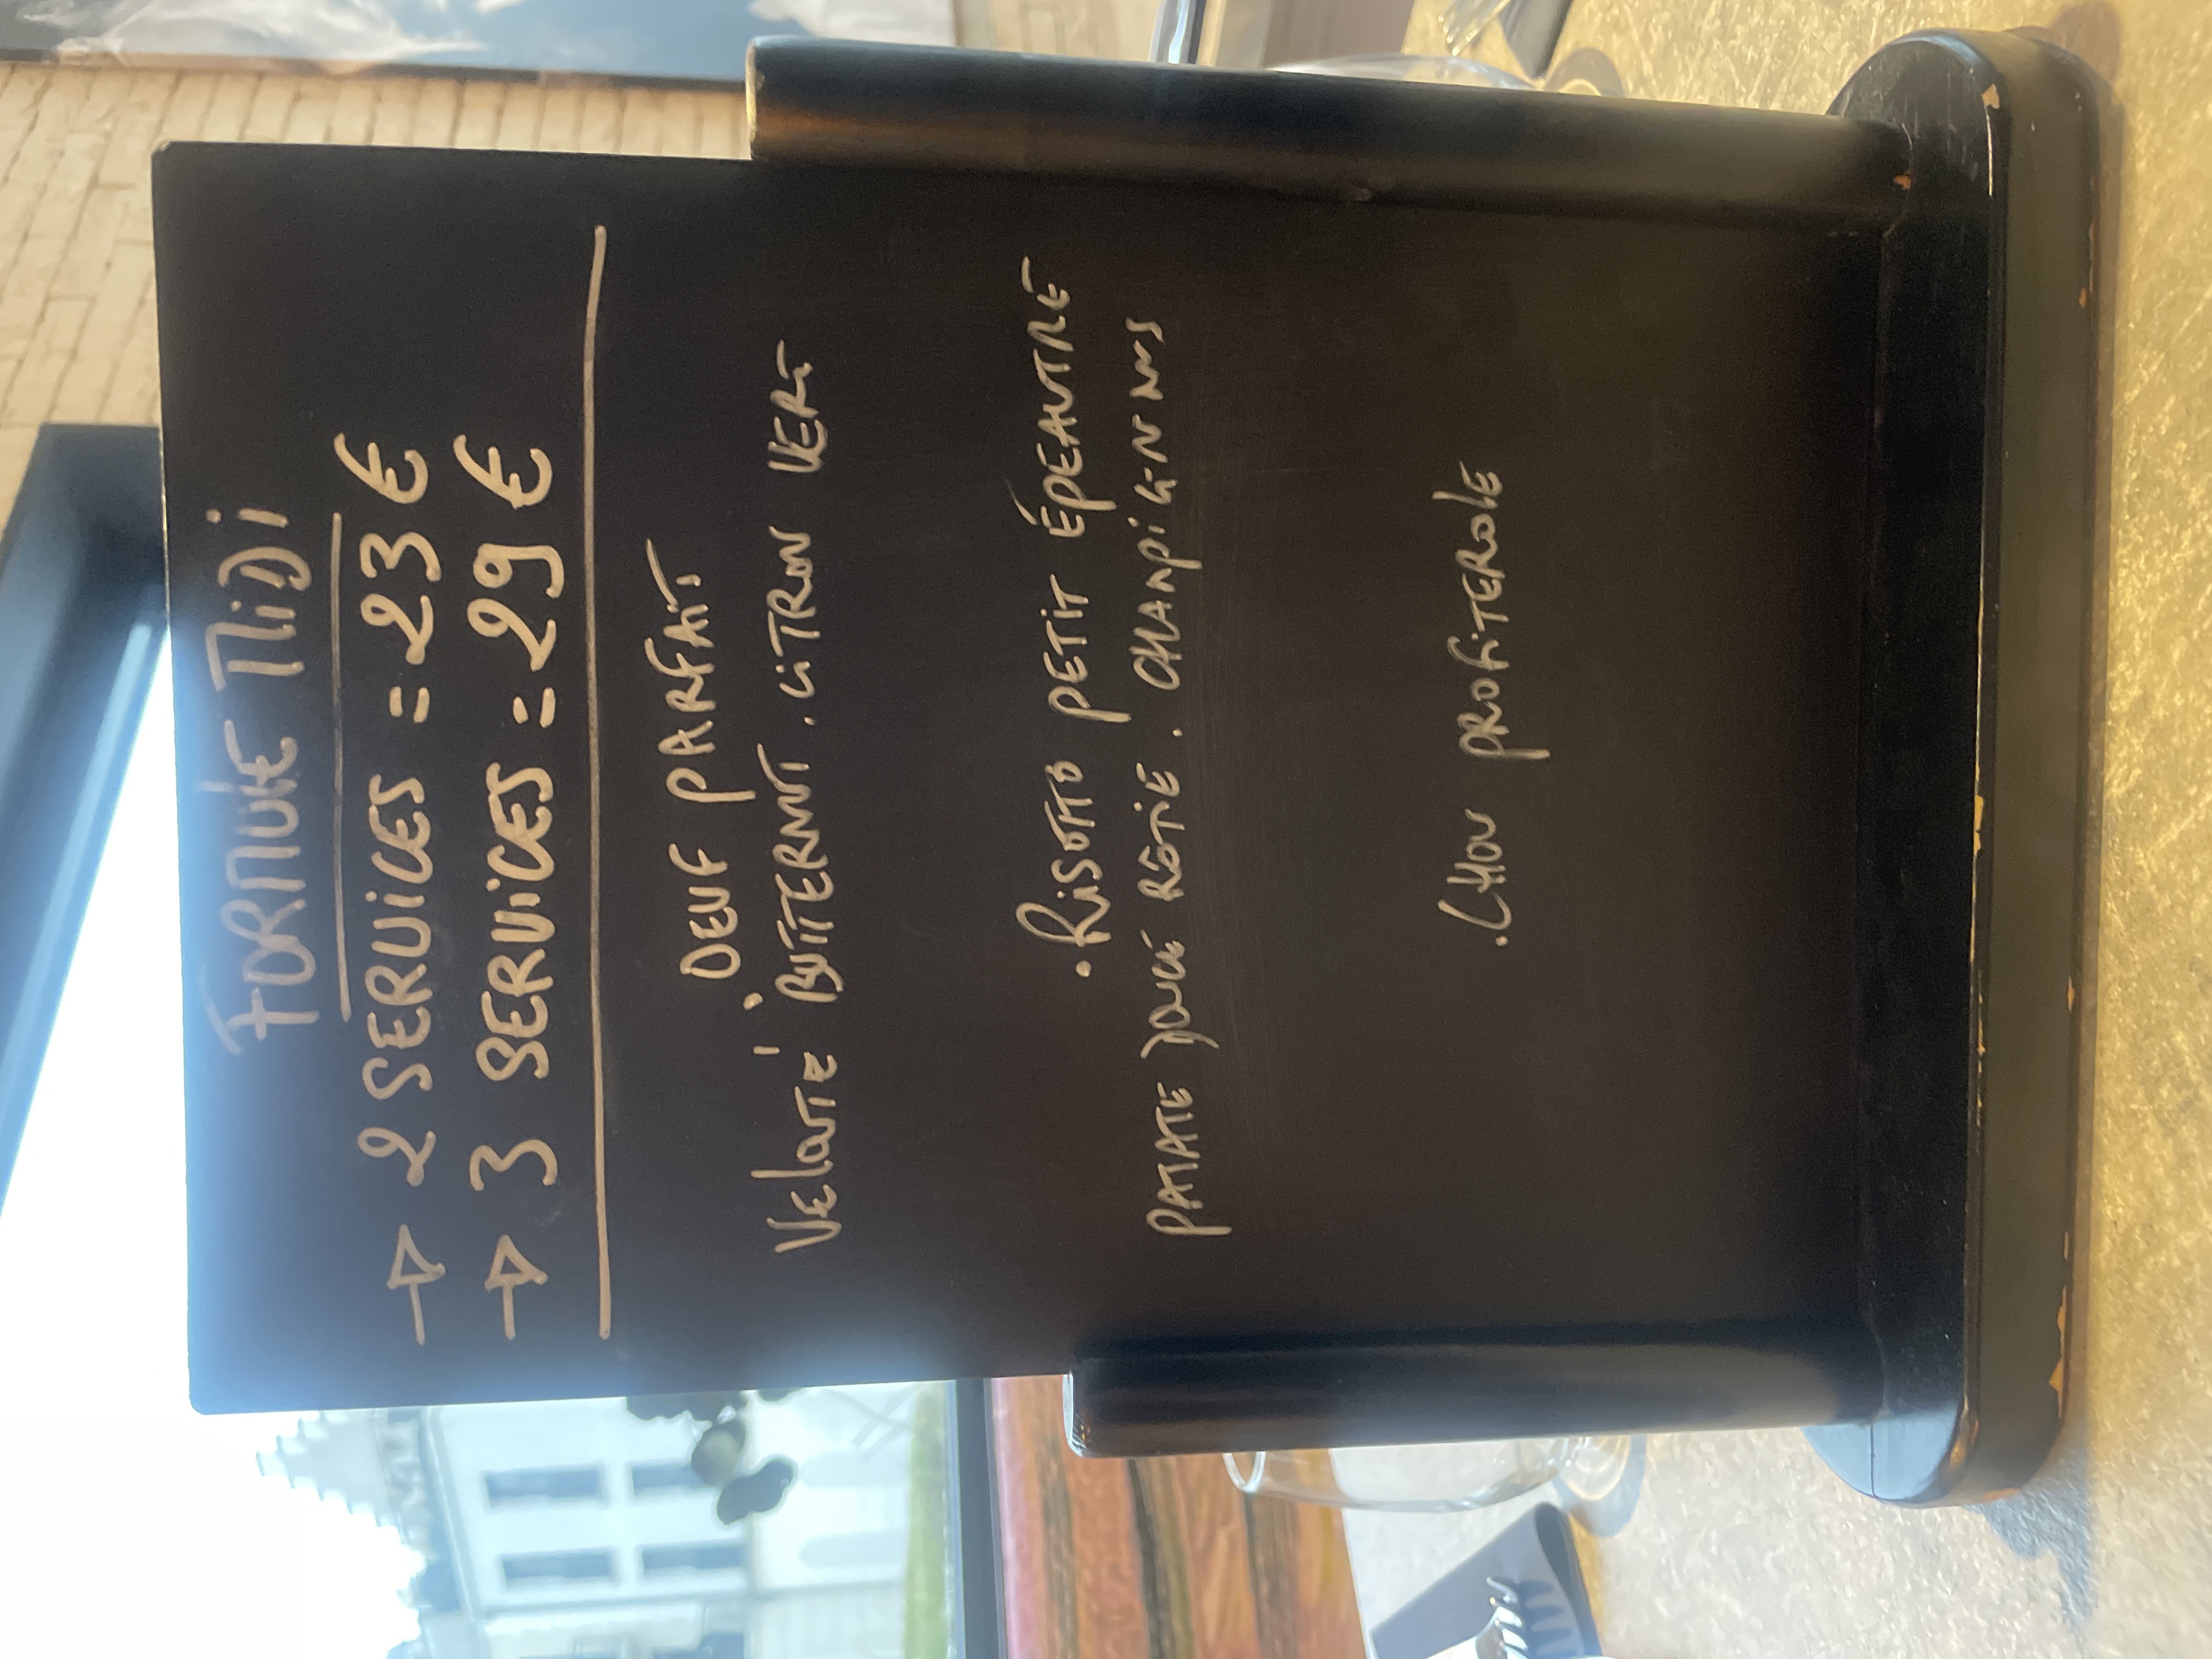 FORMULE MIDI
→ 2 SERVICES = 23 €
→ 3 SERVICES = 29 €
. OEUF PARFAIT
VELOUTÉ BUTTERNUT . CITRON VERT
. RISOTTO PETIT ÉPEAUTRE
PATATE DOUCE RÔTIE . CHAMPIGNONS
. CHOU PROFITEROLE